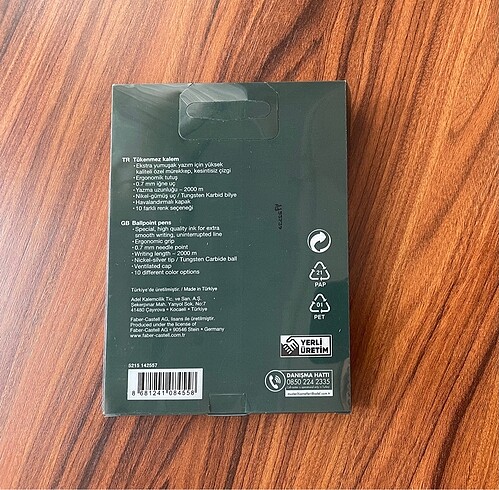 TR Tükenmez kalem
• Ekstra yumuşak yazım için yüksek
kaliteli özel mürekkep, kesintisiz çizgi
• Ergonomik tutuş
• 0.7 mm iğne uç
• Yazma uzunluğu – 2000 m
• Nikel-gümüş uç / Tungsten Karbid bilye
• Havalandırmalı kapak
• 10 farklı renk seçeneği
GB Ballpoint pens
• Special, high quality ink for extra
smooth writing, uninterrupted line
• Ergonomic grip
• 0.7 mm needle point
• Writing length – 2000 m
• Nickel-silver tip / Tungsten Carbide ball
• Ventilated cap
• 10 different color options
Türkiye'de üretilmiştir. / Made in Türkiye
Adel Kalemcilik Tic. ve San. A.Ş.
Şekerpınar Mah. Yanyol Sok. No:7
41480 Çayırova • Kocaeli • Türkiye
Faber-Castell AG, lisans ile üretilmiştir.
Produced under the license of
Faber-Castell AG • 90546 Stein • Germany
www.faber-castell.com.tr
5215 142557
8 681241 084558
21
PAP
01
PET
YERLİ
ÜRETİM
DANIŞMA HATTI
0850 224 2335